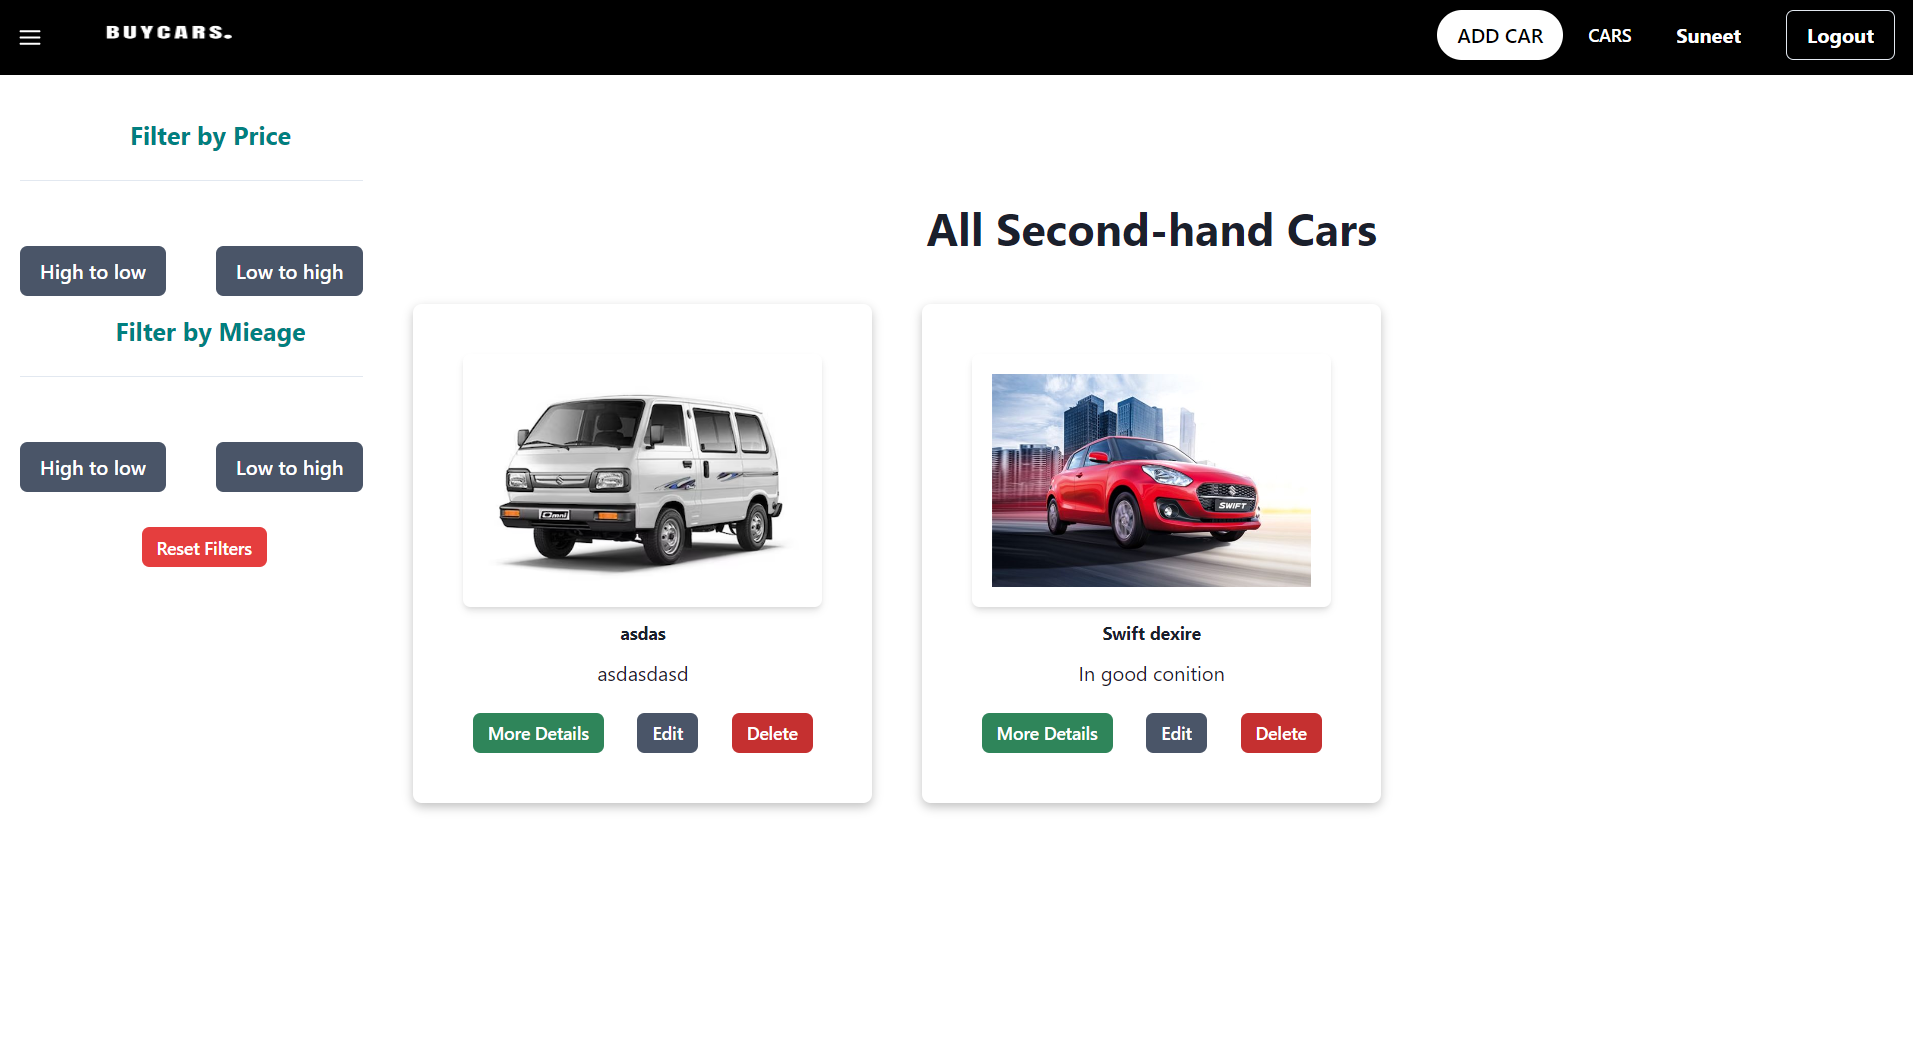 BUYCARS.
ADD CAR
CARS
Suneet
Logout
Filter by Price
High to low
Low to high
Filter by Mieage
High to low
Low to high
Reset Filters
All Second-hand Cars
Omni
asdas
asdasdasd
More Details
Edit
Delete
SWIFT
Swift dexire
In good conition
More Details
Edit
Delete